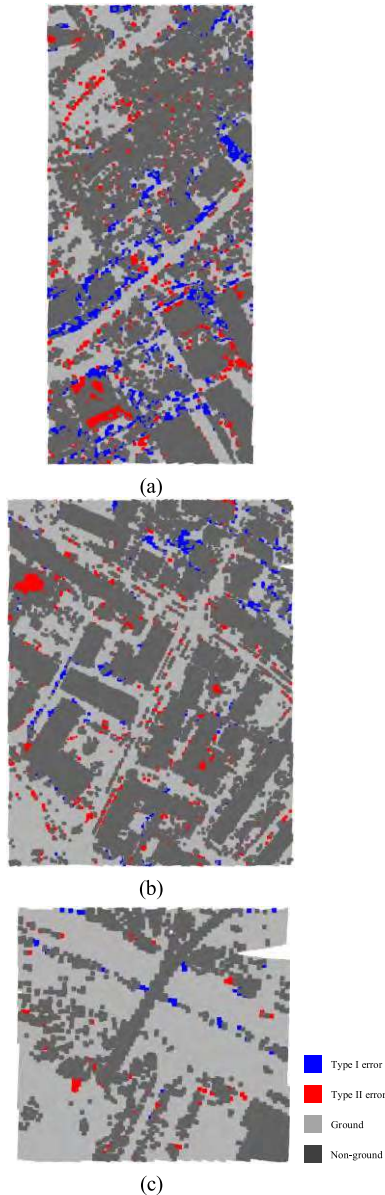 (a)
(b)
Type I error
Type II error
Ground
Non-ground
(c)